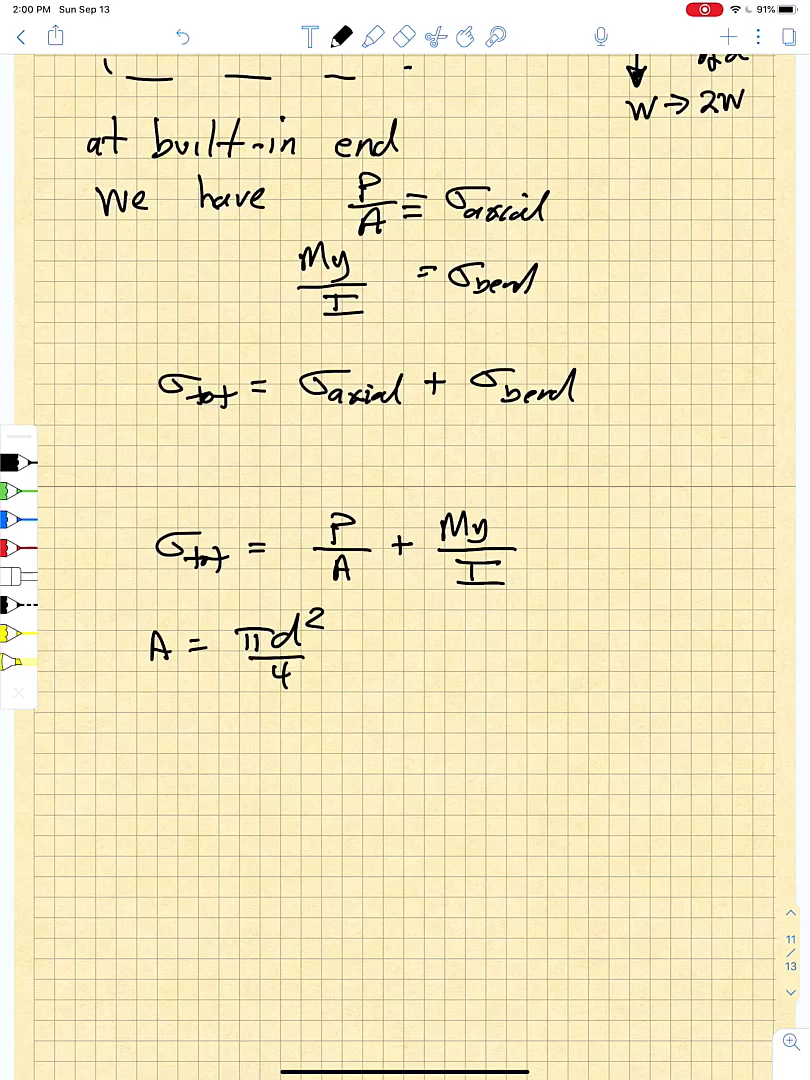 2:00 PM Sun Sep 13 91%
W → 2W
at built-in end
We have P/A ≡ σaxial
My/I = σbend
σtot = σaxial + σbend
σtot = P/A + My/I
A = πd²/4
11
/
13